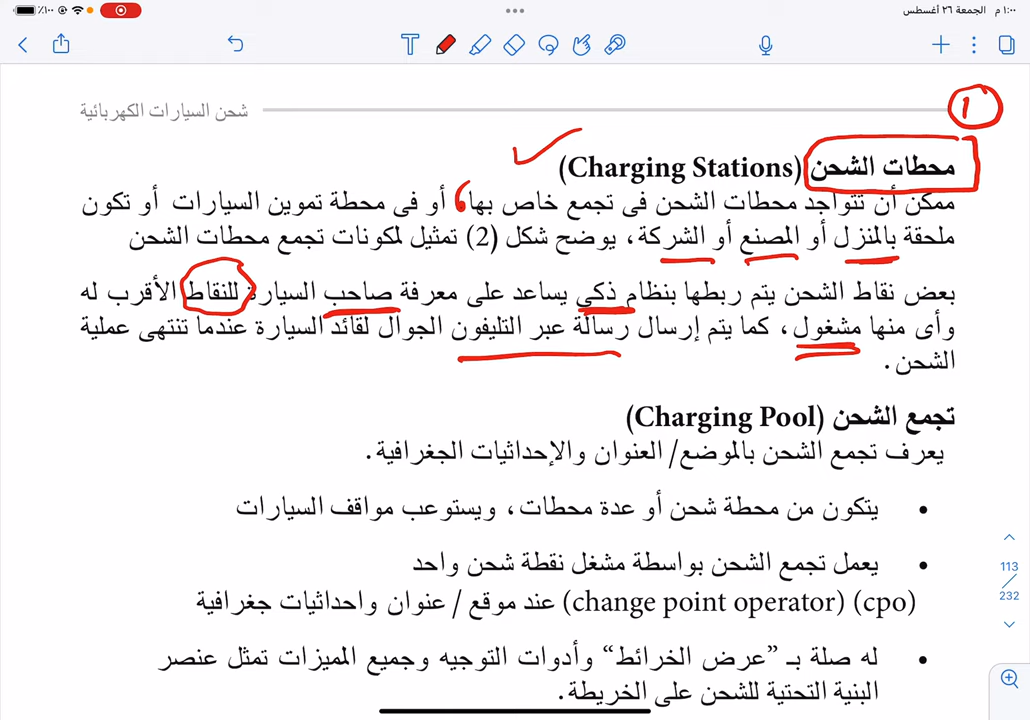 ١:٠٠ م الجمعة ٢٦ أغسطس
٪١٠٠
شحن السيارات الكهربائية
١
محطات الشحن (Charging Stations)
ممكن أن تتواجد محطات الشحن فى تجمع خاص بها أو فى محطة تموين السيارات أو تكون
ملحقة بالمنزل أو المصنع أو الشركة، يوضح شكل (2) تمثيل لمكونات تجمع محطات الشحن
بعض نقاط الشحن يتم ربطها بنظام ذكي يساعد على معرفة صاحب السيارة للنقاط الأقرب له
وأى منها مشغول، كما يتم إرسال رسالة عبر التليفون الجوال لقائد السيارة عندما تنتهى عملية
الشحن.
تجمع الشحن (Charging Pool)
يعرف تجمع الشحن بالموضع/ العنوان والإحداثيات الجغرافية.
• يتكون من محطة شحن أو عدة محطات، ويستوعب مواقف السيارات
• يعمل تجمع الشحن بواسطة مشغل نقطة شحن واحد
(change point operator) (cpo) عند موقع / عنوان واحداثيات جغرافية
• له صلة بـ ”عرض الخرائط“ وأدوات التوجيه وجميع الميزات تمثل عنصر
البنية التحتية للشحن على الخريطة.
113
232